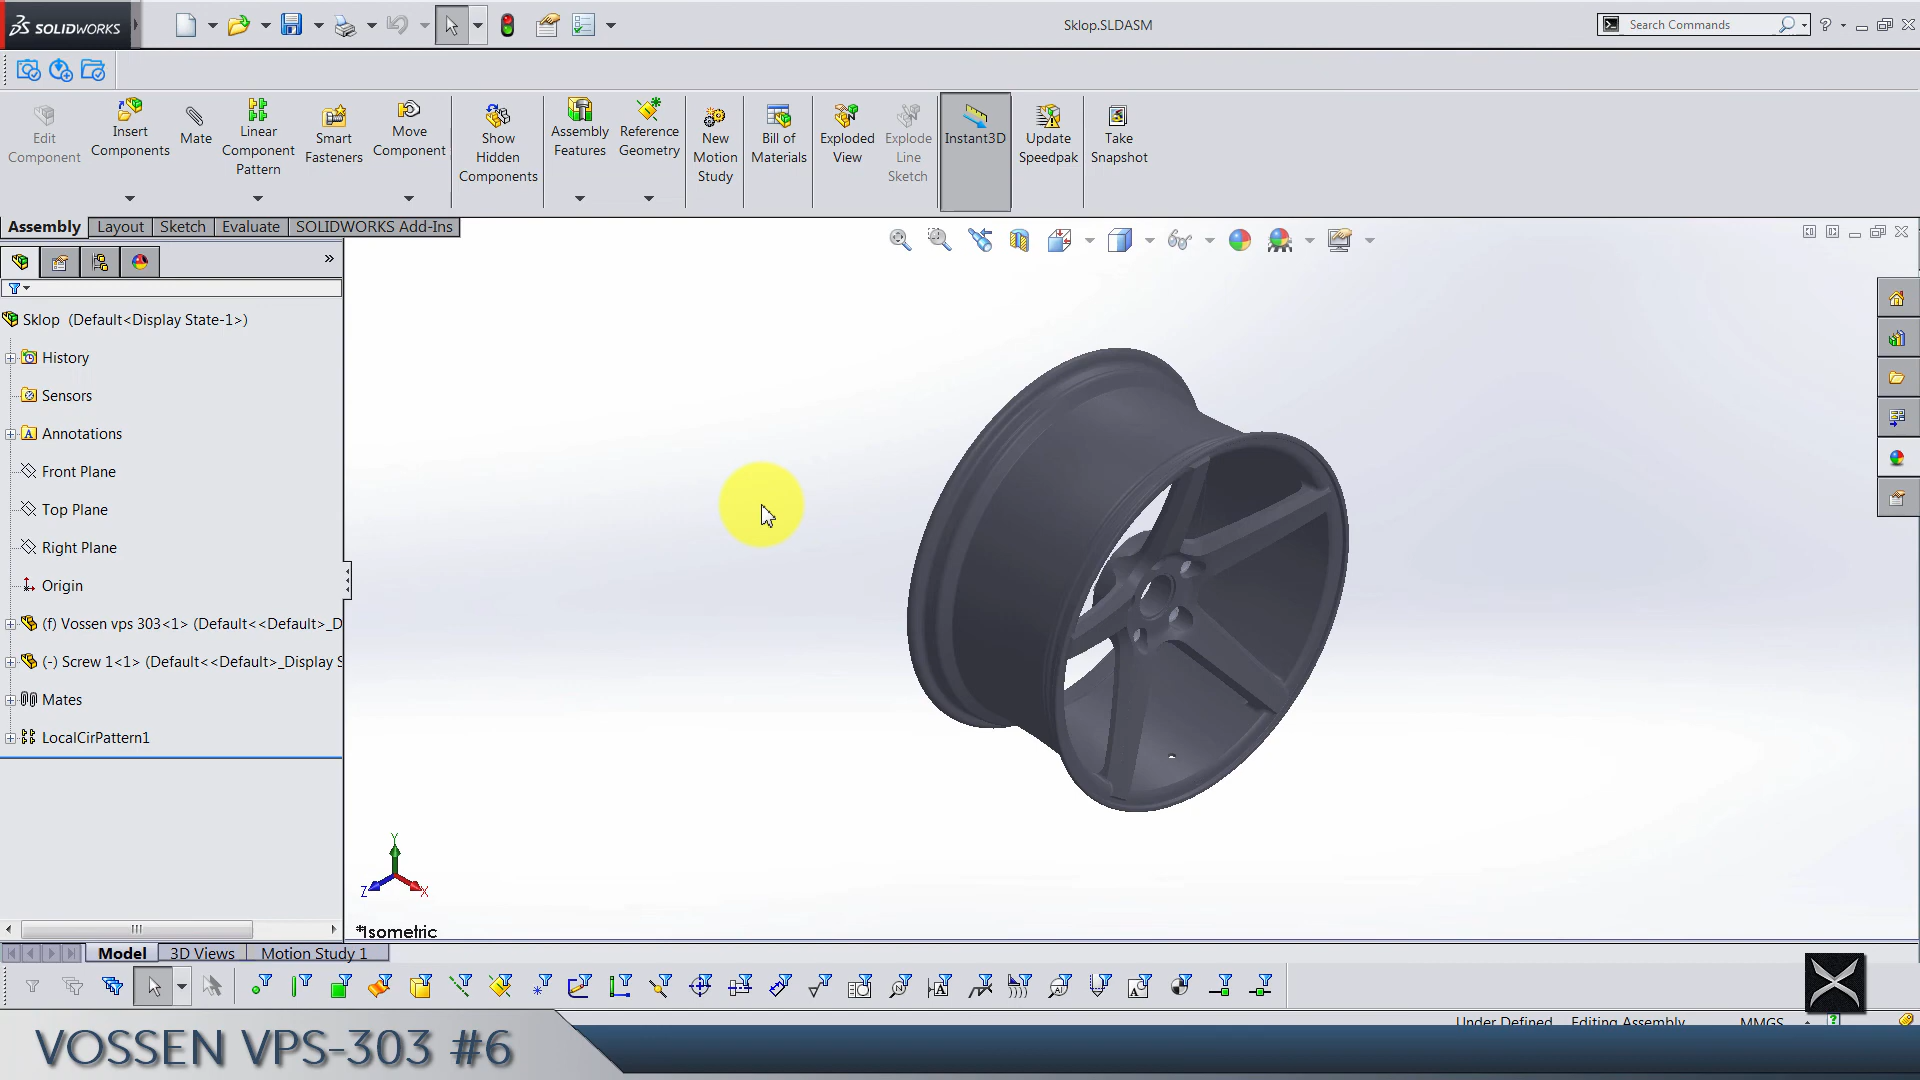 SOLIDWORKS
Sklop.SLDASM
Search Commands
Edit
Component
Insert
Components
Mate
Linear
Component
Pattern
Smart
Fasteners
Move
Component
Show
Hidden
Components
Assembly
Features
Reference
Geometry
New
Motion
Study
Bill of
Materials
Exploded
View
Explode
Line
Sketch
Instant3D
Update
Speedpak
Take
Snapshot
Assembly
Layout
Sketch
Evaluate
SOLIDWORKS Add-Ins
Sklop (Default<Display State-1>)
History
Sensors
Annotations
Front Plane
Top Plane
Right Plane
Origin
(f) Vossen vps 303<1> (Default<<Default>_D
(-) Screw 1<1> (Default<<Default>_Display S
Mates
LocalCirPattern1
Y
Z
X
*Isometric
Model
3D Views
Motion Study 1
Under Defined
Editing Assembly
MMGS
VOSSEN VPS-303 #6